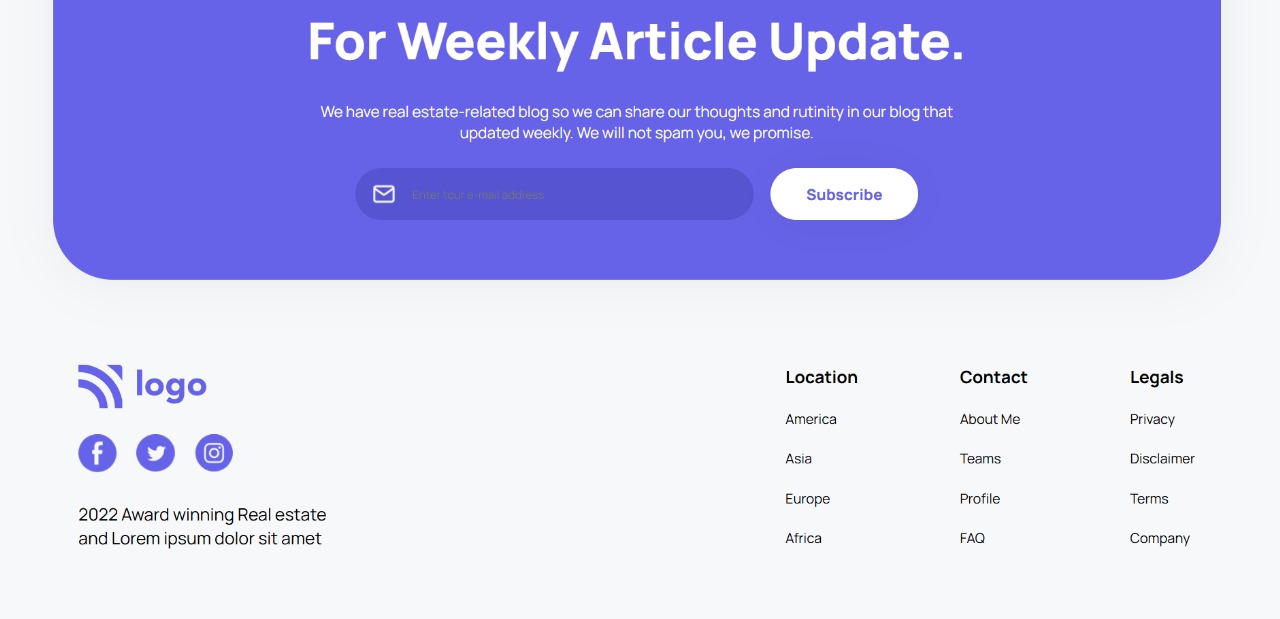 For Weekly Article Update.
We have real estate-related blog so we can share our thoughts and rutinity in our blog that
updated weekly. We will not spam you, we promise.
Enter tour e-mail address
Subscribe
logo
2022 Award winning Real estate
and Lorem ipsum dolor sit amet
Location
America
Asia
Europe
Africa
Contact
About Me
Teams
Profile
FAQ
Legals
Privacy
Disclaimer
Terms
Company